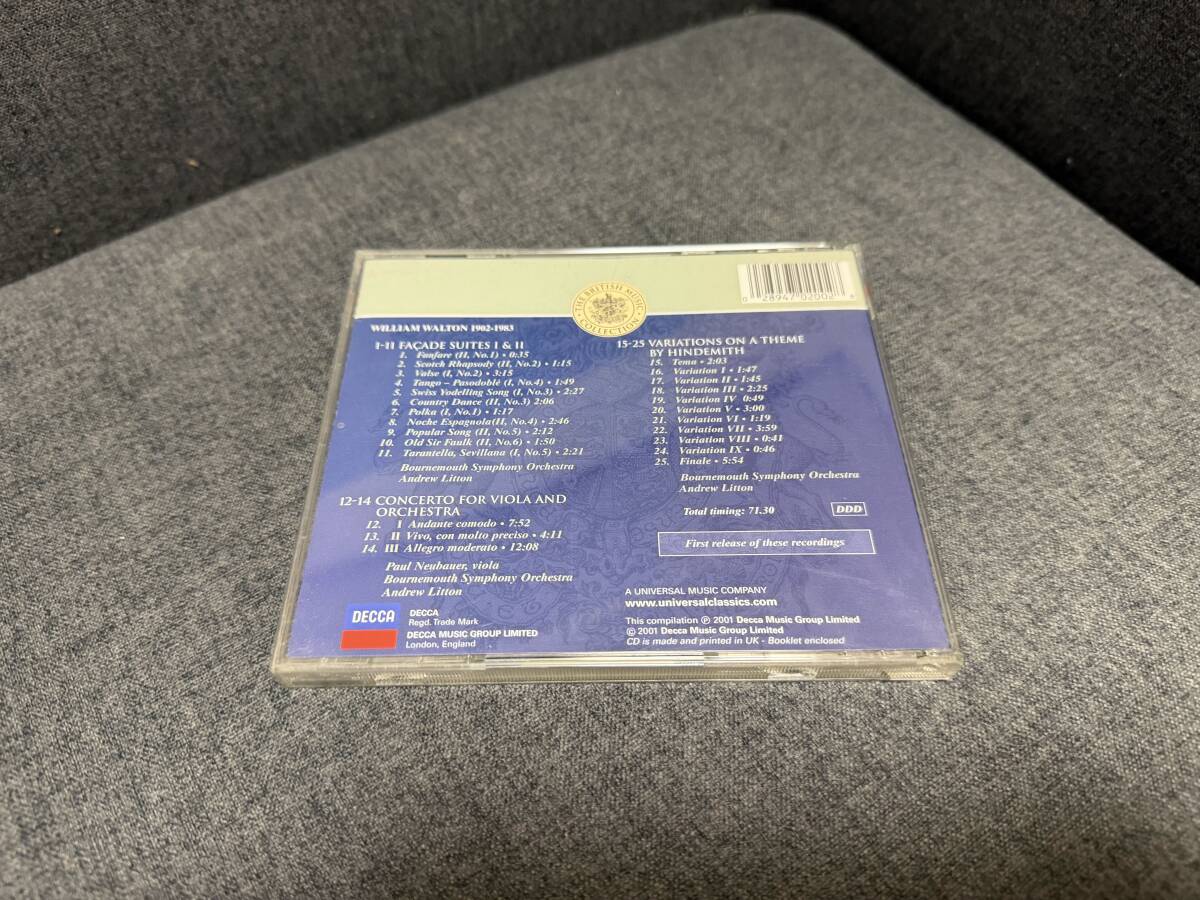 THE BRITISH MUSIC COLLECTION
0 28947 02002 8
WILLIAM WALTON 1902-1983
1-11 FAÇADE SUITES I & II
1. Fanfare (II, No.1) • 0:35
2. Scotch Rhapsody (II, No.2) • 1:15
3. Valse (I, No.2) • 3:15
4. Tango – Pasodoblé (I, No.4) • 1:49
5. Swiss Yodelling Song (I, No.3) • 2:27
6. Country Dance (II, No.3) 2:06
7. Polka (I, No.1) • 1:17
8. Noche Espagnola(II, No.4) • 2:46
9. Popular Song (II, No.5) • 2:12
10. Old Sir Faulk (II, No.6) • 1:50
11. Tarantella, Sevillana (I, No.5) • 2:21
Bournemouth Symphony Orchestra
Andrew Litton
12-14 CONCERTO FOR VIOLA AND
ORCHESTRA
12. I Andante comodo • 7:52
13. II Vivo, con molto preciso • 4:11
14. III Allegro moderato • 12:08
Paul Neubauer, viola
Bournemouth Symphony Orchestra
Andrew Litton
DECCA
DECCA
Regd. Trade Mark
DECCA MUSIC GROUP LIMITED
London, England
15-25 VARIATIONS ON A THEME
BY HINDEMITH
15. Tema • 2:03
16. Variation I • 1:47
17. Variation II • 1:45
18. Variation III • 2:25
19. Variation IV 0:49
20. Variation V • 3:00
21. Variation VI • 1:19
22. Variation VII • 3:59
23. Variation VIII • 0:41
24. Variation IX • 0:46
25. Finale • 5:54
Bournemouth Symphony Orchestra
Andrew Litton
Total timing: 71.30 DDD
First release of these recordings
A UNIVERSAL MUSIC COMPANY
www.universalclassics.com
This compilation ℗ 2001 Decca Music Group Limited
© 2001 Decca Music Group Limited
CD is made and printed in UK - Booklet enclosed